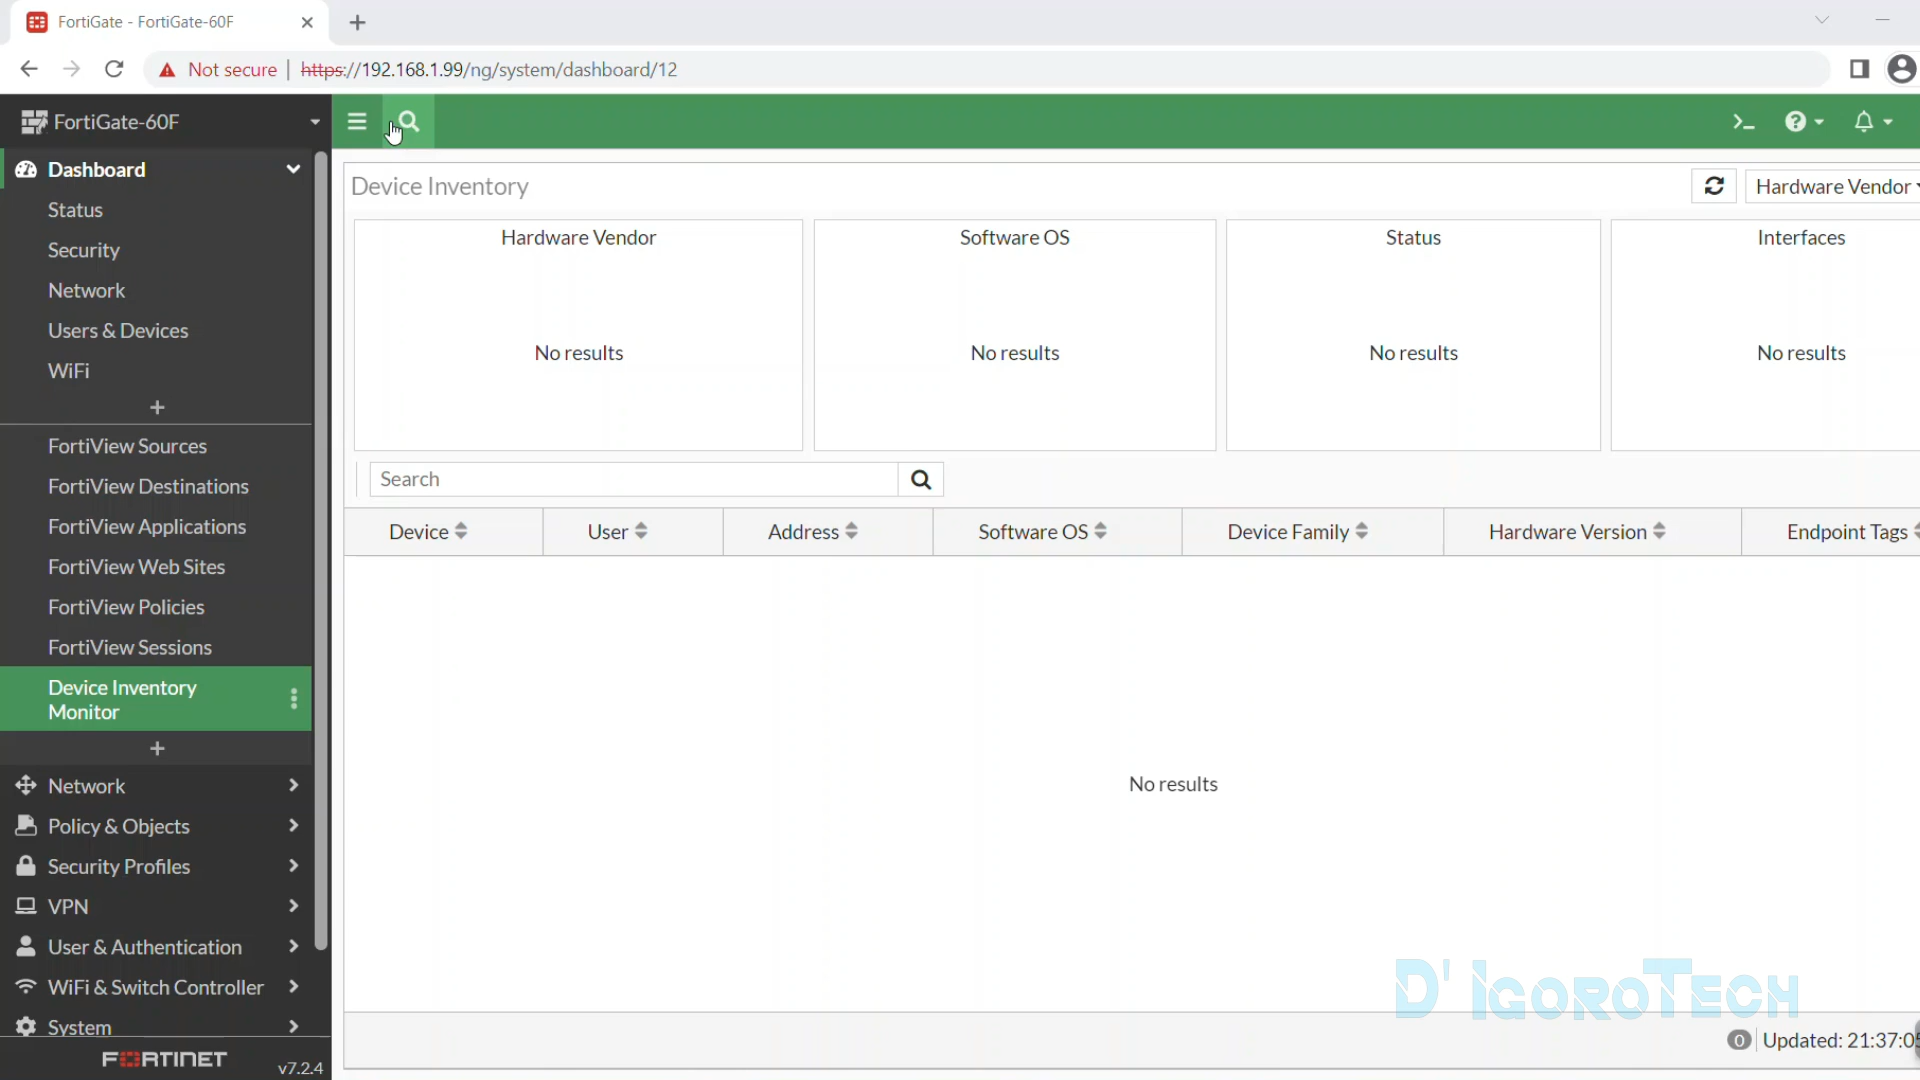 FortiGate - FortiGate-60F
Not secure | https://192.168.1.99/ng/system/dashboard/12
FortiGate-60F
Dashboard
Status
Security
Network
Users & Devices
WiFi
+
FortiView Sources
FortiView Destinations
FortiView Applications
FortiView Web Sites
FortiView Policies
FortiView Sessions
Device Inventory
Monitor
+
Network
Policy & Objects
Security Profiles
VPN
User & Authentication
WiFi & Switch Controller
System
FORTINET
v7.2.4
Device Inventory
Hardware Vendor
Hardware Vendor
No results
Software OS
No results
Status
No results
Interfaces
No results
Search
Device User Address Software OS Device Family Hardware Version Endpoint Tags
No results
D' IGOROTECH
0 Updated: 21:37:05